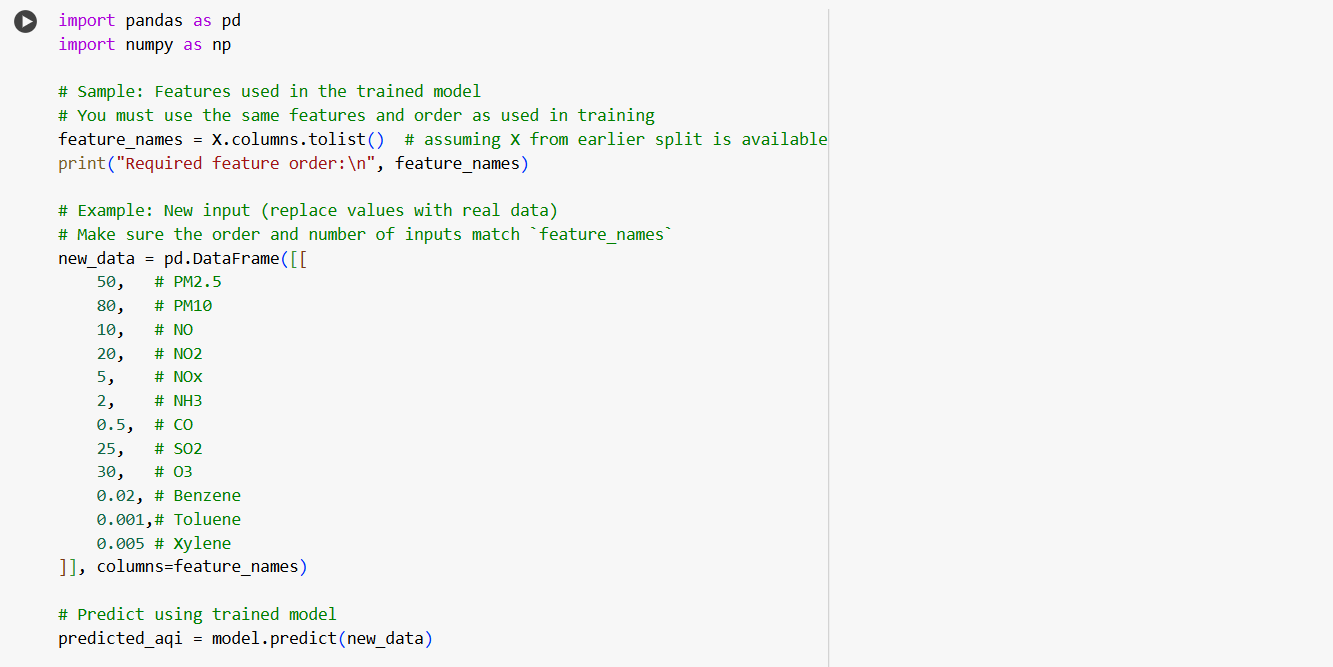 import pandas as pd
import numpy as np
# Sample: Features used in the trained model
# You must use the same features and order as used in training
feature_names = X.columns.tolist()  # assuming X from earlier split is available
print("Required feature order:\n", feature_names)
# Example: New input (replace values with real data)
# Make sure the order and number of inputs match `feature_names`
new_data = pd.DataFrame([[
    50,   # PM2.5
    80,   # PM10
    10,   # NO
    20,   # NO2
    5,    # NOx
    2,    # NH3
    0.5,  # CO
    25,   # SO2
    30,   # O3
    0.02, # Benzene
    0.001,# Toluene
    0.005 # Xylene
]], columns=feature_names)
# Predict using trained model
predicted_aqi = model.predict(new_data)